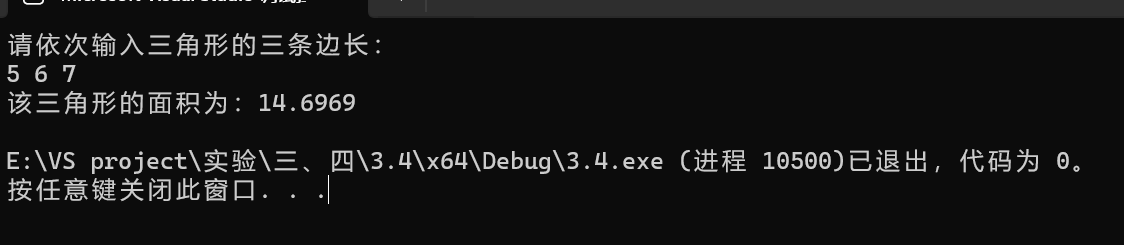 请依次输入三角形的三条边长:
5 6 7
该三角形的面积为: 14.6969
E:\VS project\实验\三、四\3.4\x64\Debug\3.4.exe (进程 10500)已退出，代码为 0。
按任意键关闭此窗口. . .